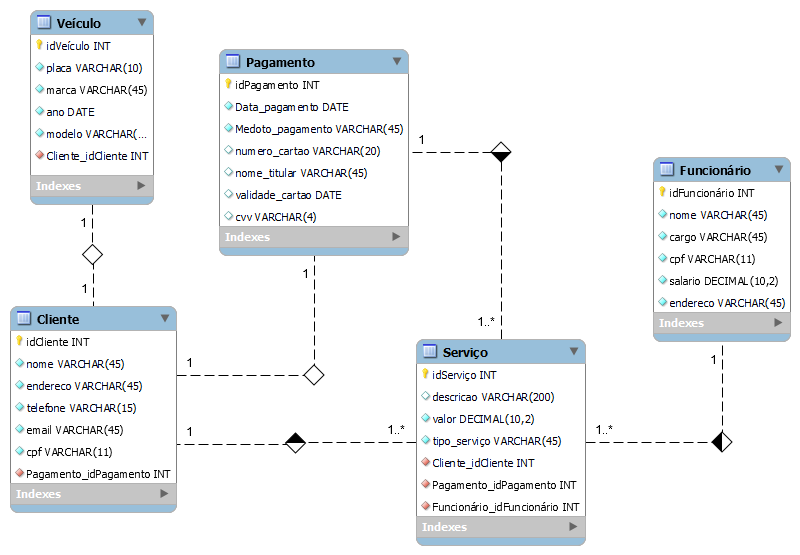 Veículo
idVeículo INT
placa VARCHAR(10)
marca VARCHAR(45)
ano DATE
modelo VARCHAR(...
Cliente_idCliente INT
Indexes
Pagamento
idPagamento INT
Data_pagamento DATE
Medoto_pagamento VARCHAR(45)
numero_cartao VARCHAR(20)
nome_titular VARCHAR(45)
validade_cartao DATE
cvv VARCHAR(4)
Indexes
Funcionário
idFuncionário INT
nome VARCHAR(45)
cargo VARCHAR(45)
cpf VARCHAR(11)
salario DECIMAL(10,2)
endereco VARCHAR(45)
Indexes
1
1
1
1
1
1..*
Cliente
idCliente INT
nome VARCHAR(45)
endereco VARCHAR(45)
telefone VARCHAR(15)
email VARCHAR(45)
cpf VARCHAR(11)
Pagamento_idPagamento INT
Indexes
1
1
1..*
Serviço
idServiço INT
descricao VARCHAR(200)
valor DECIMAL(10,2)
tipo_serviço VARCHAR(45)
Cliente_idCliente INT
Pagamento_idPagamento INT
Funcionário_idFuncionário INT
Indexes
1..*